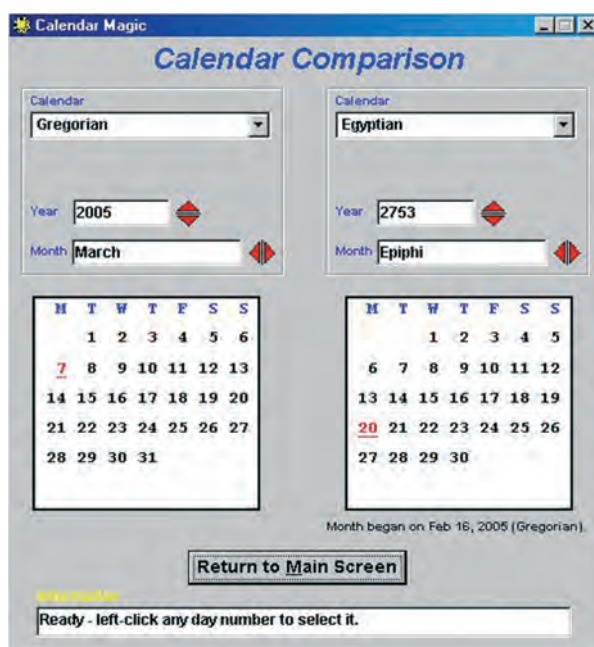 Calendar Magic
Calendar Comparison
Calendar
Gregorian
Year 2005
Month March
M T W T F S S
1 2 3 4 5 6
7 8 9 10 11 12 13
14 15 16 17 18 19 20
21 22 23 24 25 26 27
28 29 30 31
Calendar
Egyptian
Year 2753
Month Epiphi
M T W T F S S
1 2 3 4 5
6 7 8 9 10 11 12
13 14 15 16 17 18 19
20 21 22 23 24 25 26
27 28 29 30
Month began on Feb 16, 2005 (Gregorian).
Return to Main Screen
Information
Ready - left-click any day number to select it.